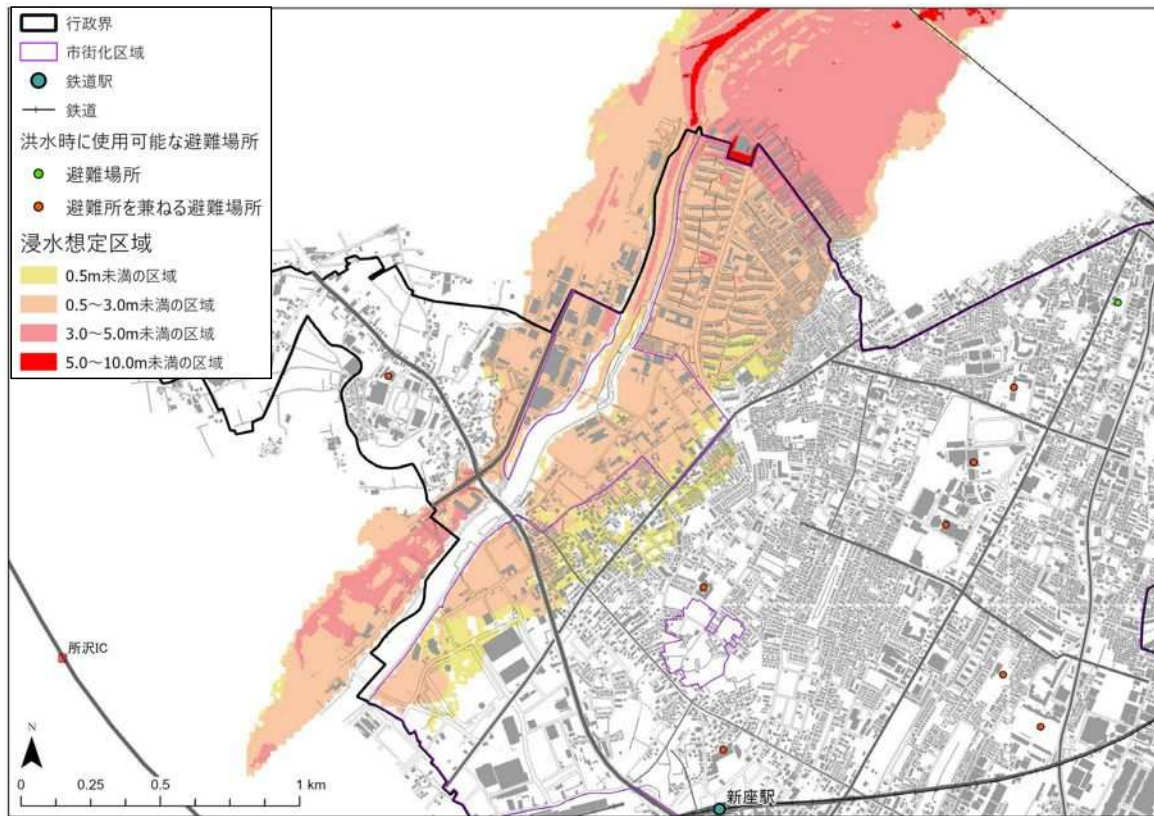 行政界
市街化区域
鉄道駅
鉄道
洪水時に使用可能な避難場所
避難場所
避難所を兼ねる避難場所
浸水想定区域
0.5m未満の区域
0.5～3.0m未満の区域
3.0～5.0m未満の区域
5.0～10.0m未満の区域
所沢IC
N
0 0.25 0.5 1 km
新座駅